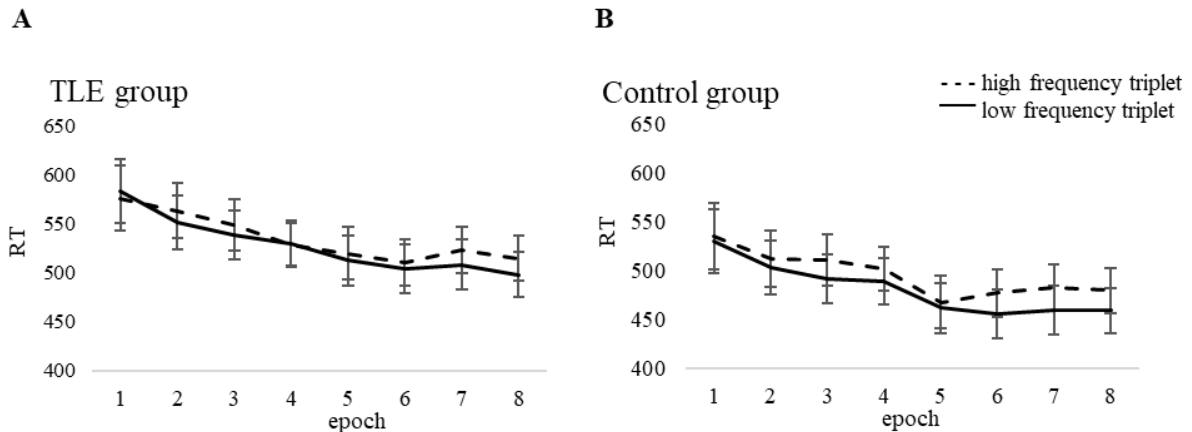 A
TLE group
650
600
550
500
450
400
RT
1 2 3 4 5 6 7 8
epoch
B
Control group
high frequency triplet
low frequency triplet
650
600
550
500
450
400
RT
1 2 3 4 5 6 7 8
epoch